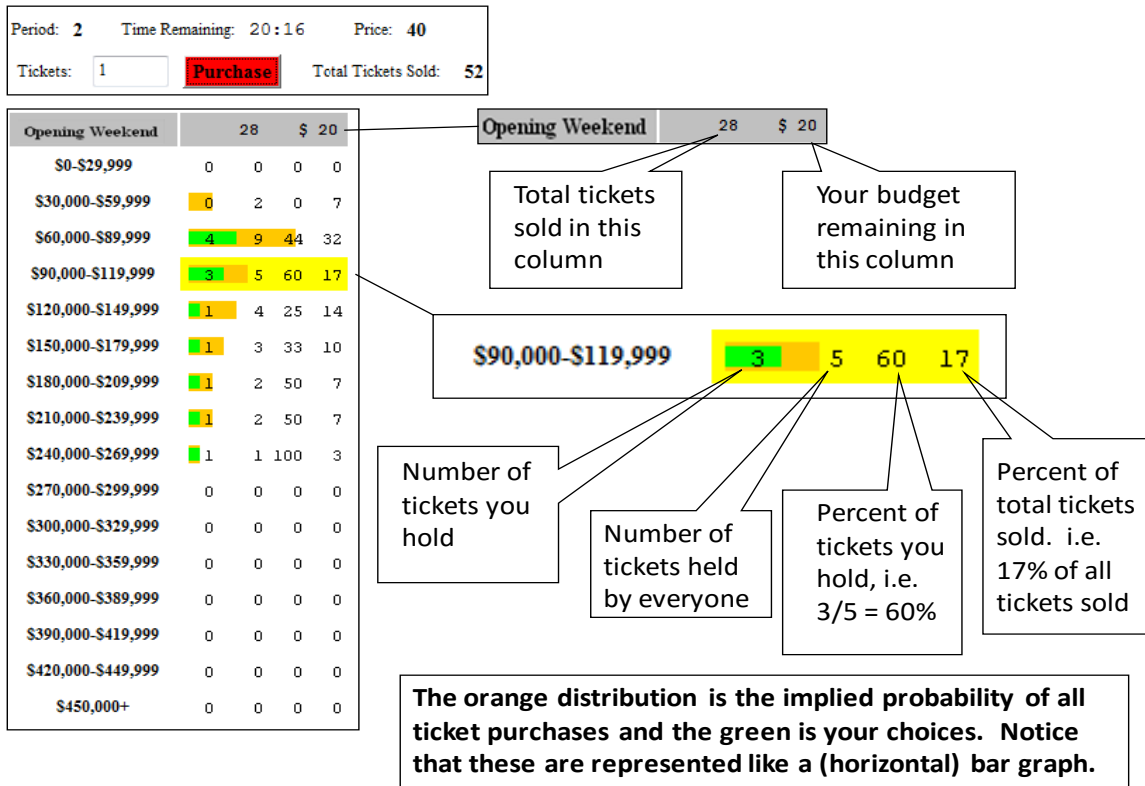 Period: 2 Time Remaining: 20:16 Price: 40
Tickets: 1 Purchase Total Tickets Sold: 52
Opening Weekend 28 $ 20
$0-$29,999 0 0 0 0
$30,000-$59,999 0 2 0 7
$60,000-$89,999 4 9 44 32
$90,000-$119,999 3 5 60 17
$120,000-$149,999 1 4 25 14
$150,000-$179,999 1 3 33 10
$180,000-$209,999 1 2 50 7
$210,000-$239,999 1 2 50 7
$240,000-$269,999 1 1 100 3
$270,000-$299,999 0 0 0 0
$300,000-$329,999 0 0 0 0
$330,000-$359,999 0 0 0 0
$360,000-$389,999 0 0 0 0
$390,000-$419,999 0 0 0 0
$420,000-$449,999 0 0 0 0
$450,000+ 0 0 0 0
Opening Weekend 28 $ 20
Total tickets
sold in this
column
Your budget
remaining in
this column
$90,000-$119,999 3 5 60 17
Number of
tickets you
hold
Number of
tickets held
by everyone
Percent of
tickets you
hold, i.e.
3/5 = 60%
Percent of
total tickets
sold. i.e.
17% of all
tickets sold
The orange distribution is the implied probability of all
ticket purchases and the green is your choices. Notice
that these are represented like a (horizontal) bar graph.